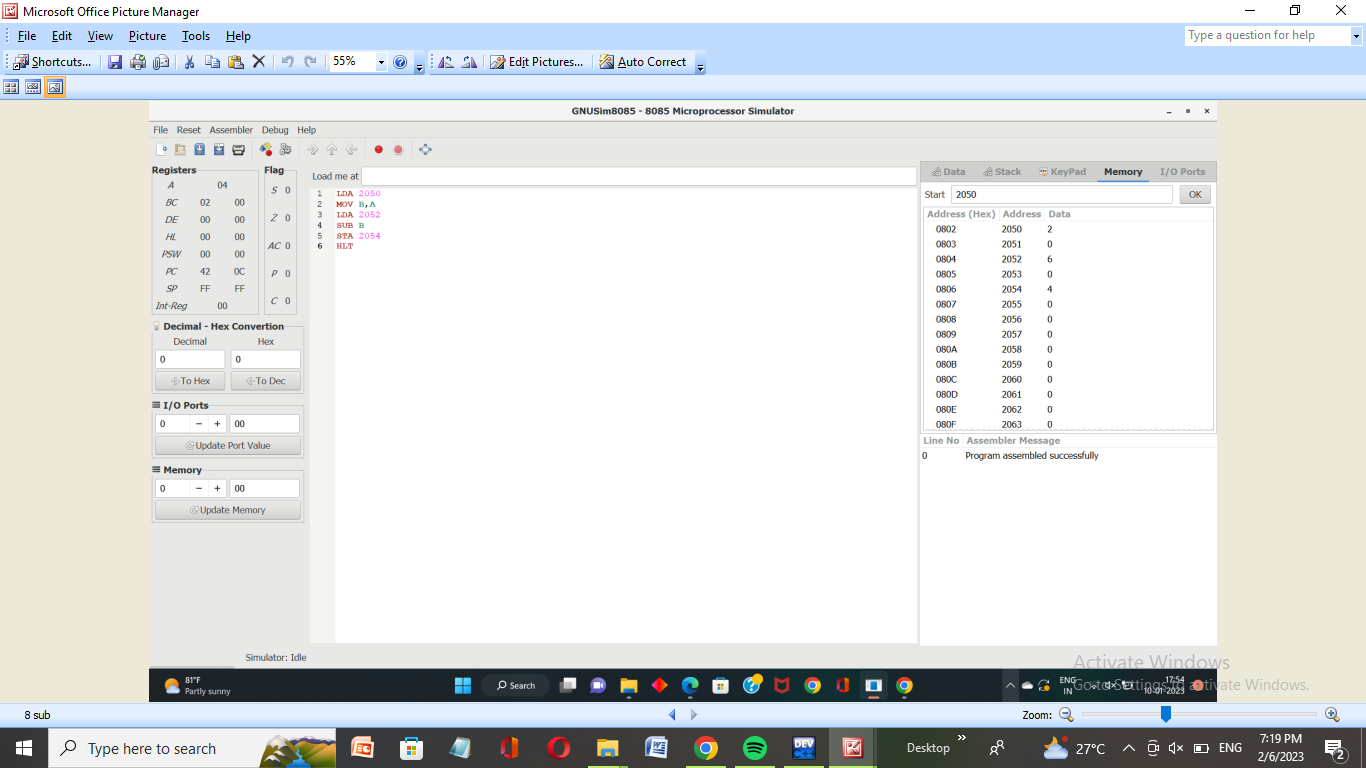 Microsoft Office Picture Manager
File Edit View Picture Tools Help
Type a question for help
Shortcuts... 55% Edit Pictures... Auto Correct
GNUSim8085 - 8085 Microprocessor Simulator
File Reset Assembler Debug Help
Registers
A 04
BC 02 00
DE 00 00
HL 00 00
PSW 00 00
PC 42 0C
SP FF FF
Int-Reg 00
Flag
S 0
Z 0
AC 0
P 0
C 0
Decimal - Hex Convertion
Decimal Hex
0 0
To Hex To Dec
I/O Ports
0 - + 00
Update Port Value
Memory
0 - + 00
Update Memory
Load me at
1 LDA 2050
2 MOV B,A
3 LDA 2052
4 SUB B
5 STA 2054
6 HLT
Data Stack KeyPad Memory I/O Ports
Start 2050 OK
Address (Hex) Address Data
0802 2050 2
0803 2051 0
0804 2052 6
0805 2053 0
0806 2054 4
0807 2055 0
0808 2056 0
0809 2057 0
080A 2058 0
080B 2059 0
080C 2060 0
080D 2061 0
080E 2062 0
080F 2063 0
Line No Assembler Message
0 Program assembled successfully
Simulator: Idle
Activate Windows
Go to Settings to activate Windows.
81°F
Partly sunny
Search
ENG
IN
17:54
10-01-2023
8 sub
Zoom:
Type here to search
DEV
Desktop
27°C
ENG
7:19 PM
2/6/2023
2